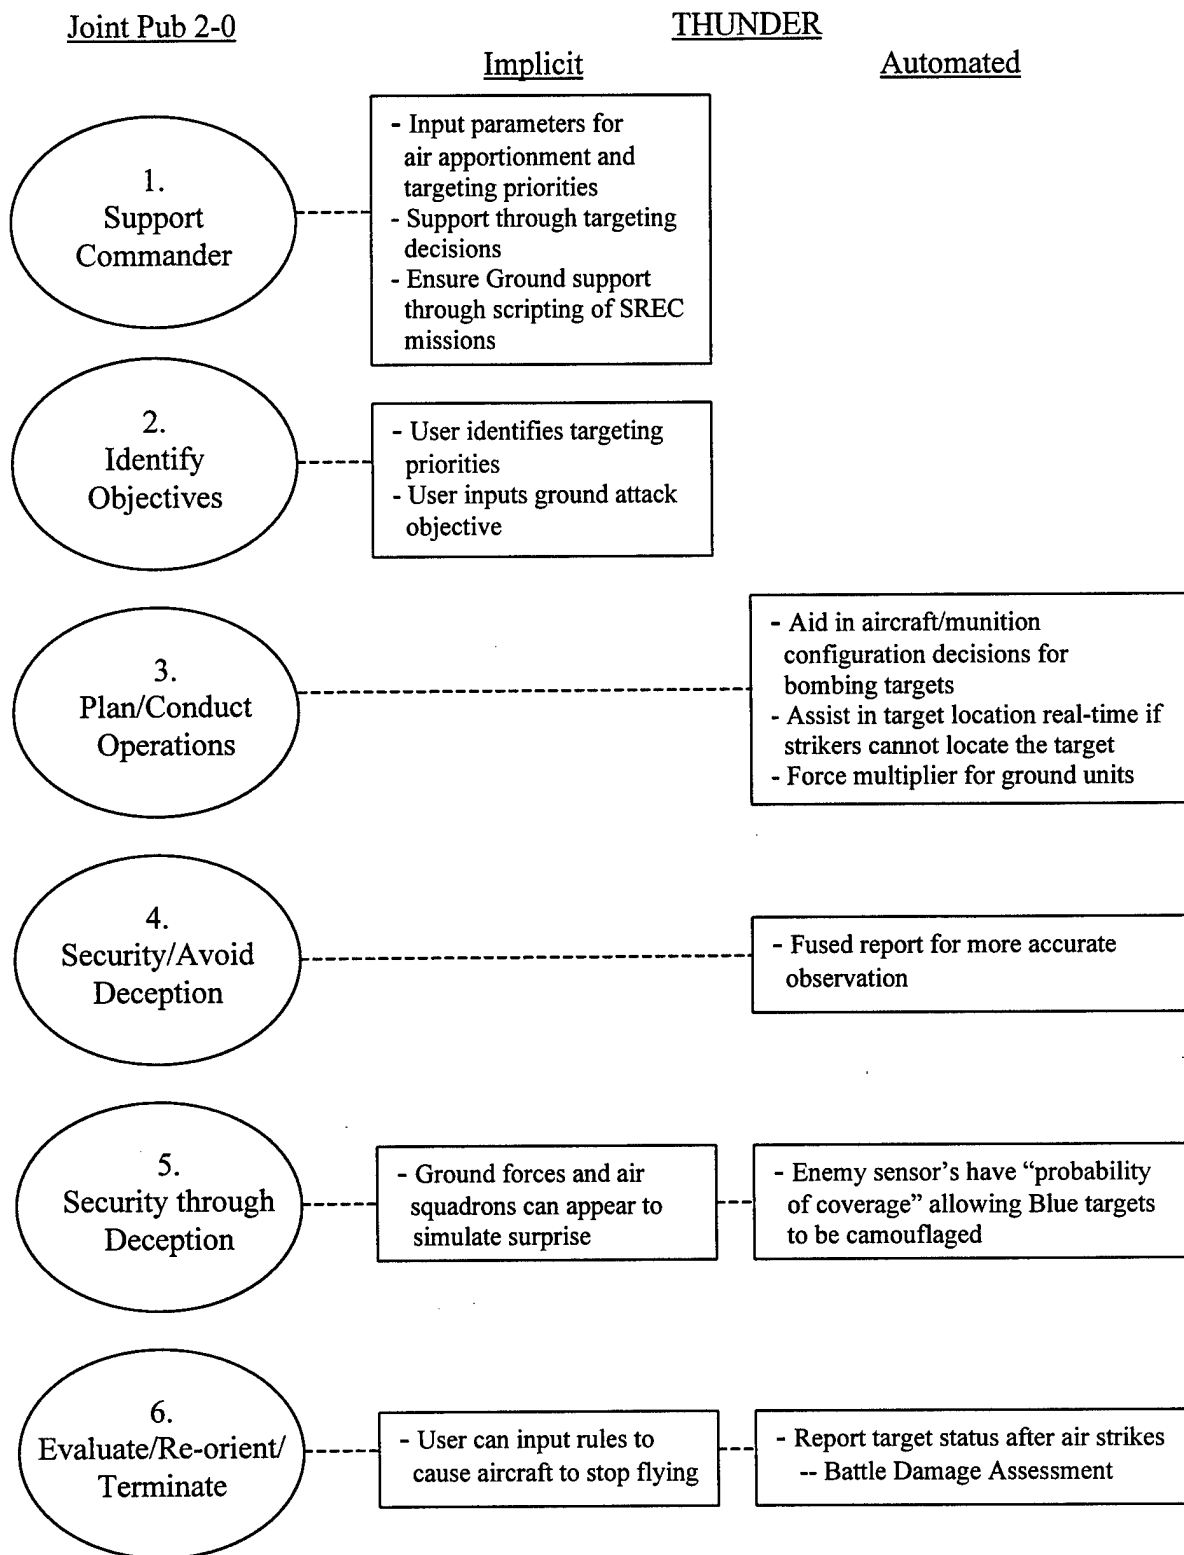 Joint Pub 2-0
THUNDER
Implicit
Automated
1.
Support
Commander
- Input parameters for
air apportionment and
targeting priorities
- Support through targeting
decisions
- Ensure Ground support
through scripting of SREC
missions
2.
Identify
Objectives
- User identifies targeting
priorities
- User inputs ground attack
objective
3.
Plan/Conduct
Operations
- Aid in aircraft/munition
configuration decisions for
bombing targets
- Assist in target location real-time if
strikers cannot locate the target
- Force multiplier for ground units
4.
Security/Avoid
Deception
- Fused report for more accurate
observation
5.
Security through
Deception
- Ground forces and air
squadrons can appear to
simulate surprise
- Enemy sensor's have “probability
of coverage” allowing Blue targets
to be camouflaged
6.
Evaluate/Re-orient/
Terminate
- User can input rules to
cause aircraft to stop flying
- Report target status after air strikes
-- Battle Damage Assessment